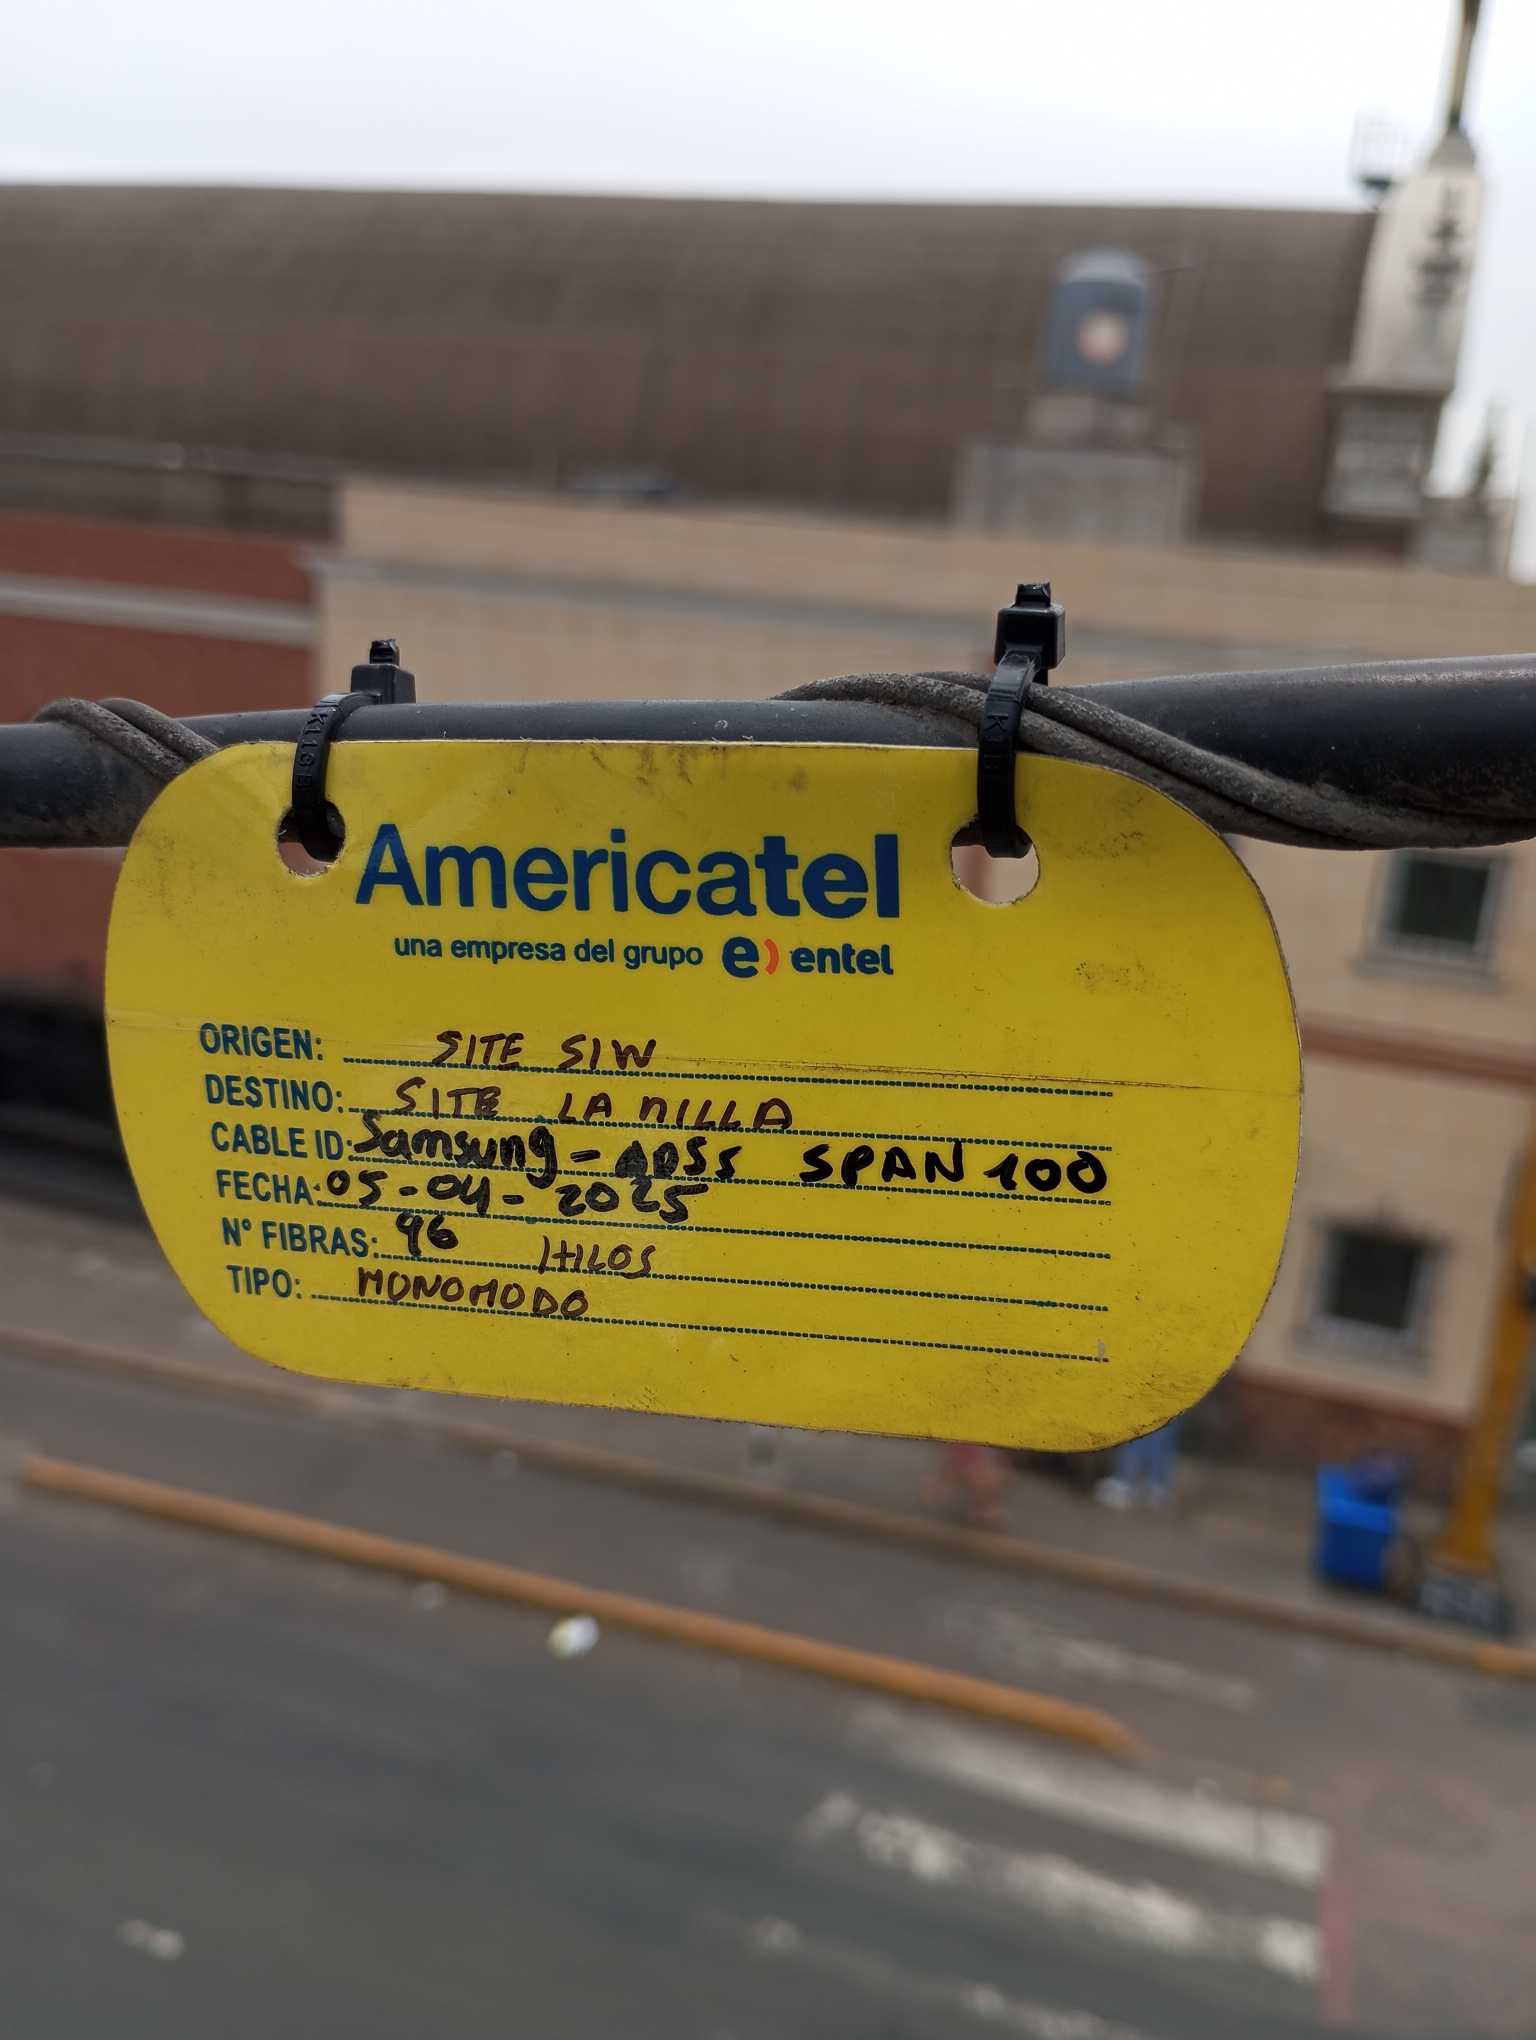 Americatel
una empresa del grupo e) entel
ORIGEN: SITE SIW
DESTINO: SITE LA MILLA
CABLE ID: Samsung - ADSS SPAN 100
FECHA: 05-04-2025
N° FIBRAS: 96 HILOS
TIPO: MONOMODO